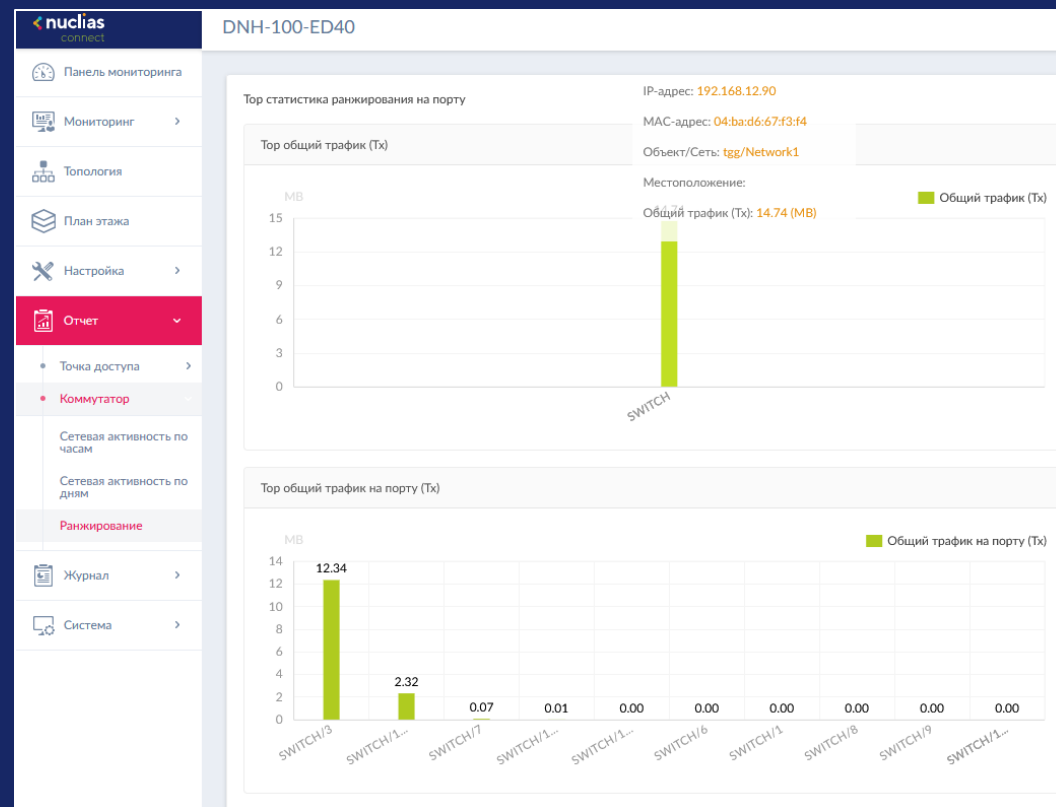 nuclias
connect
DNH-100-ED40
Панель мониторинга
Мониторинг
Топология
План этажа
Настройка
Отчет
Точка доступа
Коммутатор
Сетевая активность по
часам
Сетевая активность по
дням
Ранжирование
Журнал
Система
Top статистика ранжирования на порту
Top общий трафик (Tx)
IP-адрес: 192.168.12.90
MAC-адрес: 04:ba:d6:67:f3:f4
Объект/Сеть: tgg/Network1
Местоположение:
Общий трафик (Tx): 14.74 (MB)
MB
Общий трафик (Tx)
15
12
9
6
3
0
SWITCH
Top общий трафик на порту (Tx)
MB
Общий трафик на порту (Tx)
14
12
10
8
6
4
2
0
12.34
2.32
0.07
0.01
0.00
0.00
0.00
0.00
0.00
0.00
SWITCH/3
SWITCH/1...
SWITCH/7
SWITCH/1...
SWITCH/1...
SWITCH/6
SWITCH/1
SWITCH/8
SWITCH/9
SWITCH/1...